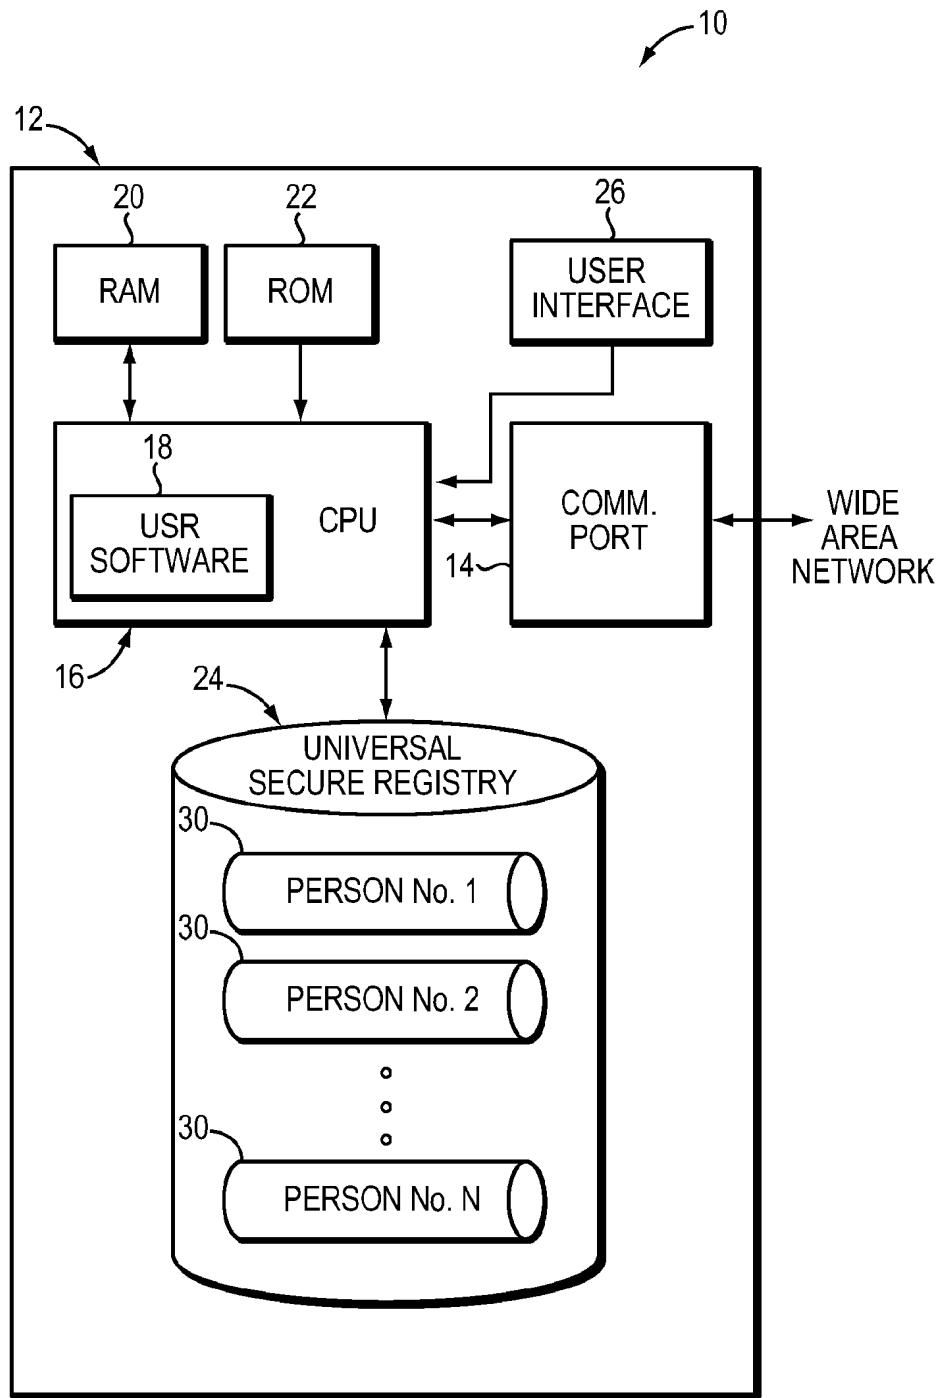 10
12
20
22
26
RAM
ROM
USER
INTERFACE
18
USR
SOFTWARE
CPU
COMM.
PORT
14
WIDE
AREA
NETWORK
16
24
UNIVERSAL
SECURE REGISTRY
30
PERSON No. 1
30
PERSON No. 2
30
PERSON No. N